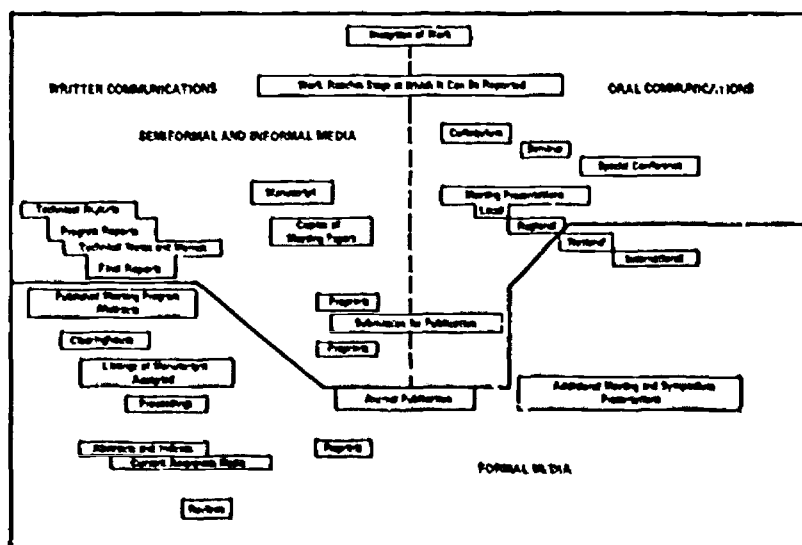 Inception of Work
WRITTEN COMMUNICATIONS
Work Reaches Stage at Which It Can Be Reported
ORAL COMMUNICATIONS
SEMIFORMAL AND INFORMAL MEDIA
Colloquium
Seminar
Special Conference
Manuscript
Meeting Presentations
Local
Technical Reports
Regional
Copies of
Meeting Papers
Program Reports
Technical Notes and Memos
National
International
Final Reports
Published Meeting Program
Abstracts
Preprints
Submission for Publication
Clearinghouse
Preprints
Listings of Manuscripts
Accepted
Journal Publication
Additional Meeting and Symposium
Presentations
Proceedings
Abstracts and Indices
Current Awareness Media
FORMAL MEDIA
Reviews